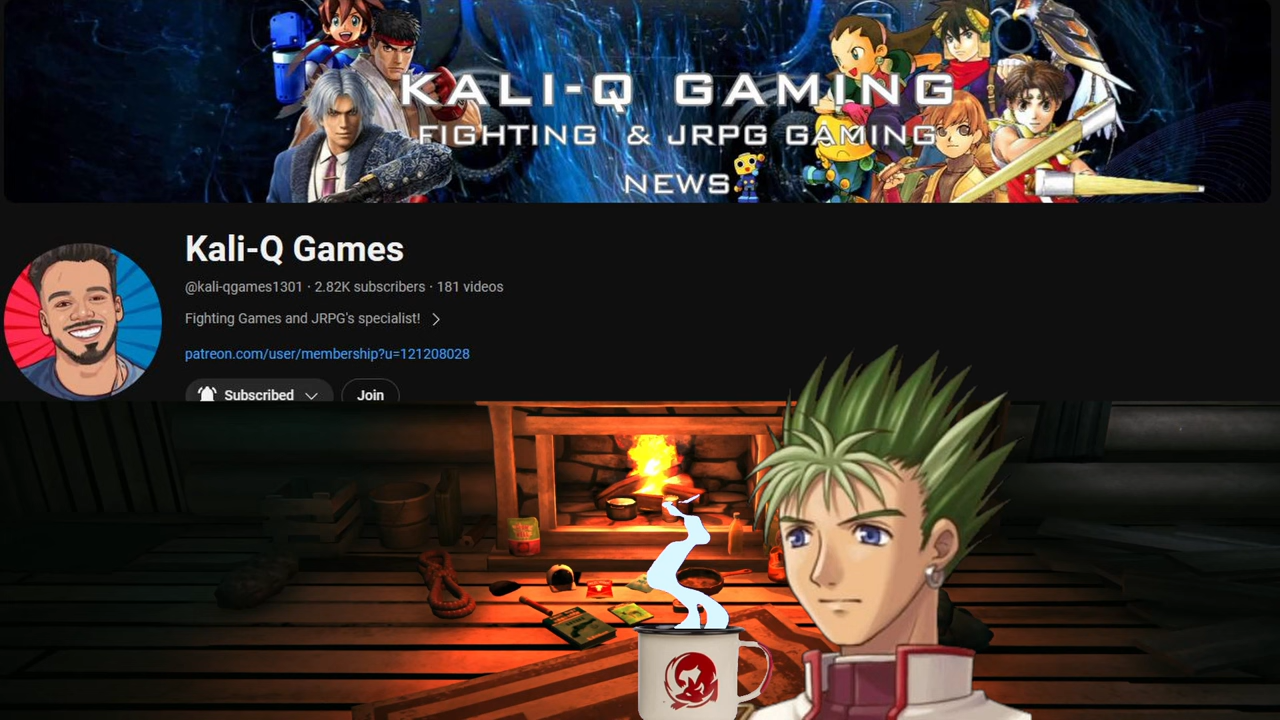 KALI-Q GAMING
FIGHTING & JRPG GAMING
NEWS
Kali-Q Games
@kali-qgames1301 · 2.82K subscribers · 181 videos
Fighting Games and JRPG's specialist!
patreon.com/user/membership?u=121208028
Subscribed
Join